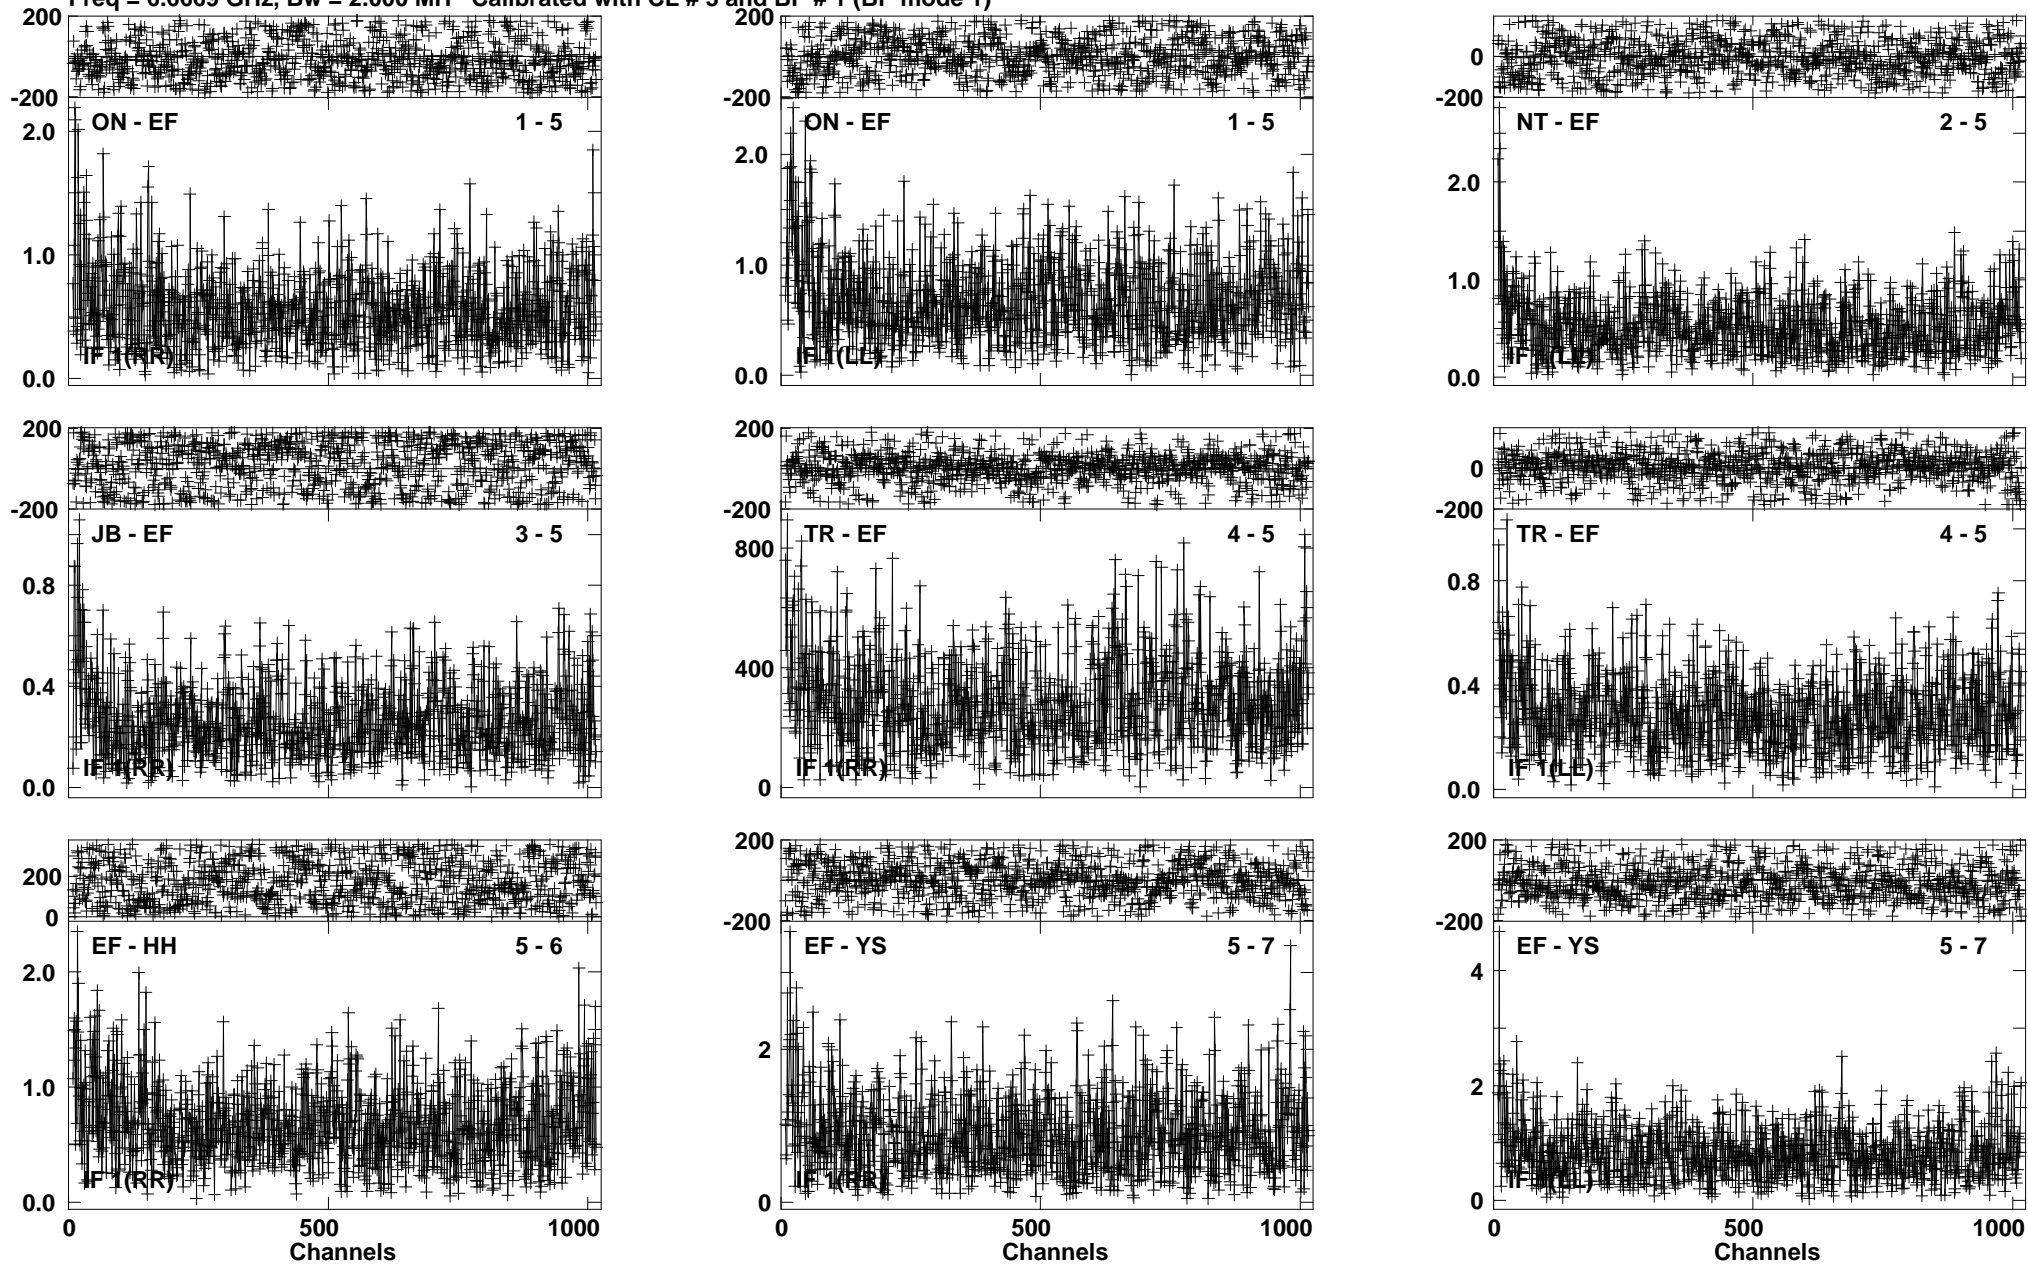 Freq = 6.6669 GHz, Bw = 2.000 MH Calibrated with CL # 3 and BP # 1 (BP mode 1)
200
-200
ON - EF 1 - 5
2.0
1.0
IF 1(RR)
0.0
200
-200
ON - EF 1 - 5
2.0
1.0
IF 1(LL)
0.0
0
-200
NT - EF 2 - 5
2.0
1.0
IF 1(LL)
0.0
200
-200
JB - EF 3 - 5
0.8
0.4
IF 1(RR)
0.0
200
-200
TR - EF 4 - 5
800
400
IF 1(RR)
0
0
-200
TR - EF 4 - 5
0.8
0.4
IF 1(LL)
0.0
200
0
EF - HH 5 - 6
2.0
1.0
IF 1(RR)
0.0
0 500 1000
Channels
200
-200
EF - YS 5 - 7
2
IF 1(RR)
0
0 500 1000
Channels
200
-200
EF - YS 5 - 7
4
2
IF 1(LL)
0
0 500 1000
Channels